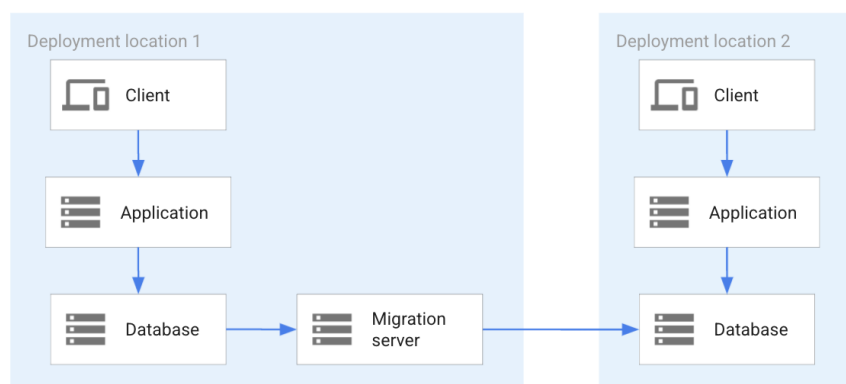 Deployment location 1
Deployment location 2
Client
Client
Application
Application
Database
Migration
server
Database